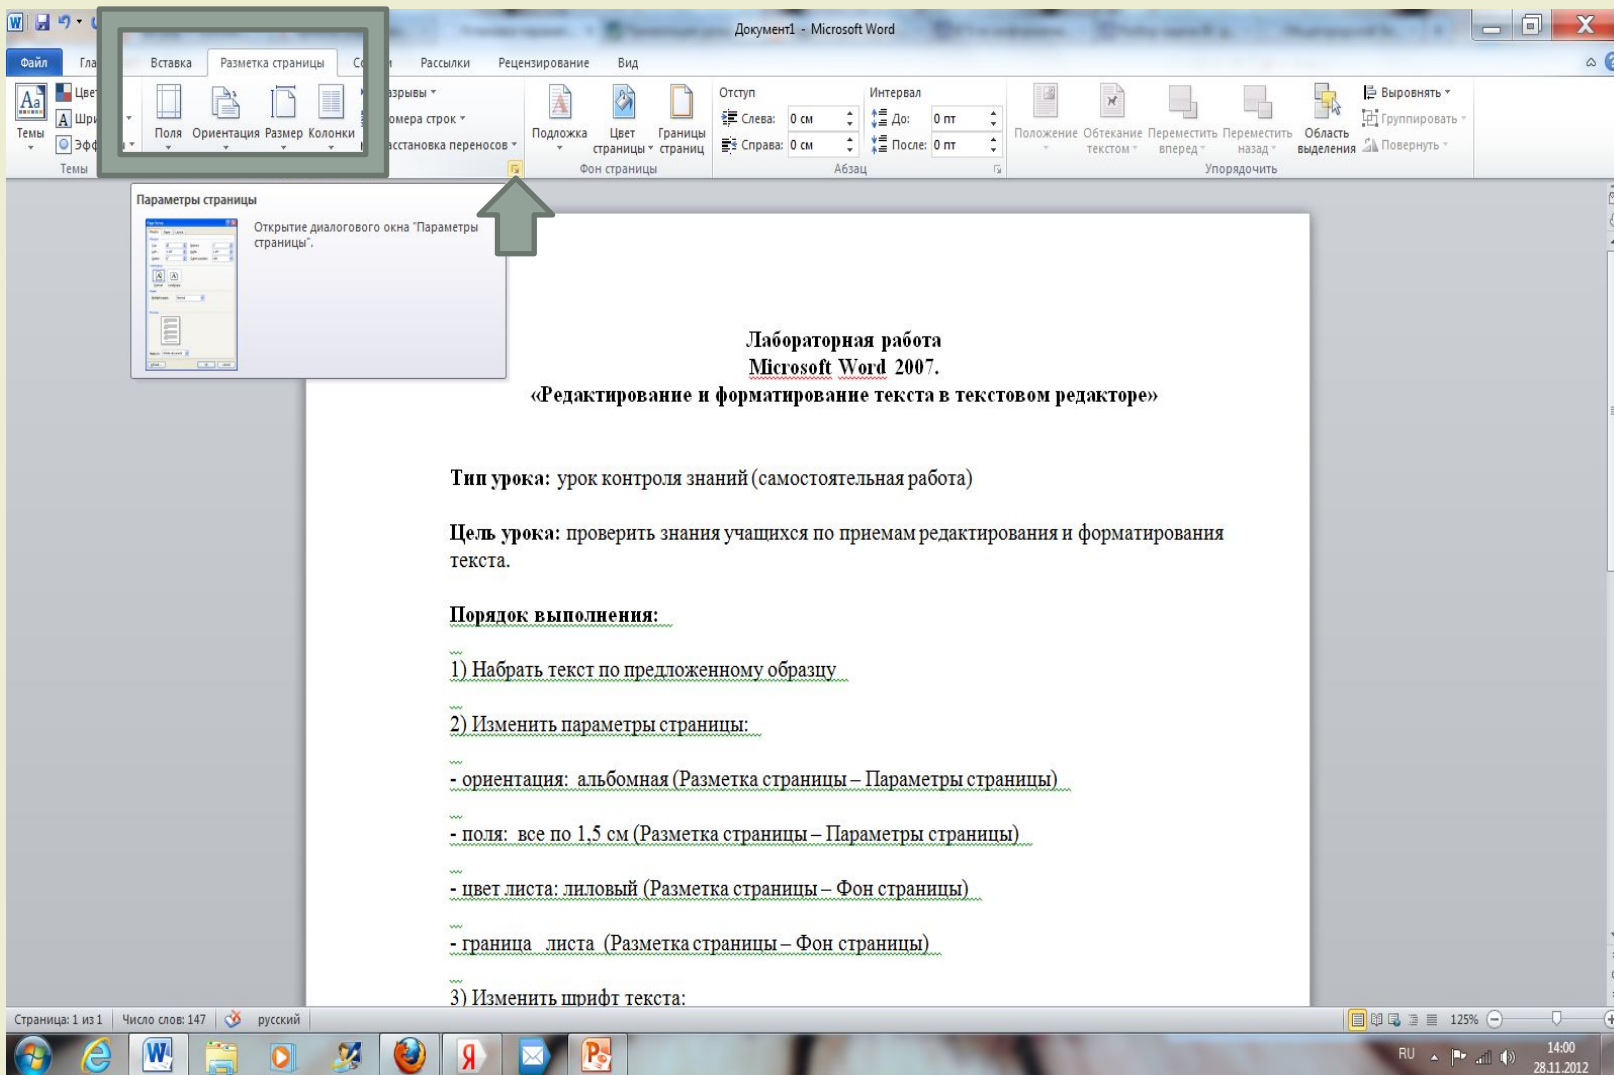 Документ1 - Microsoft Word
Файл Вставка Разметка страницы Рассылки Рецензирование Вид
Темы
Поля Ориентация Размер Колонки
Подложка Цвет страницы Границы страниц
Отступ Интервал
Слева: 0 см До: 0 пт
Справа: 0 см После: 0 пт
Положение Обтекание текстом Переместить вперед Переместить назад Область выделения
Выровнять
Группировать
Повернуть
Темы Фон страницы Абзац Упорядочить
Параметры страницы
Открытие диалогового окна "Параметры
страницы".
Лабораторная работа
Microsoft Word 2007.
«Редактирование и форматирование текста в текстовом редакторе»
Тип урока: урок контроля знаний (самостоятельная работа)
Цель урока: проверить знания учащихся по приемам редактирования и форматирования
текста.
Порядок выполнения:
1) Набрать текст по предложенному образцу
2) Изменить параметры страницы:
- ориентация: альбомная (Разметка страницы – Параметры страницы)
- поля: все по 1,5 см (Разметка страницы – Параметры страницы)
- цвет листа: лиловый (Разметка страницы – Фон страницы)
- граница листа (Разметка страницы – Фон страницы)
3) Изменить шрифт текста:
Страница: 1 из 1 Число слов: 147 русский 125%
RU 14:00
28.11.2012